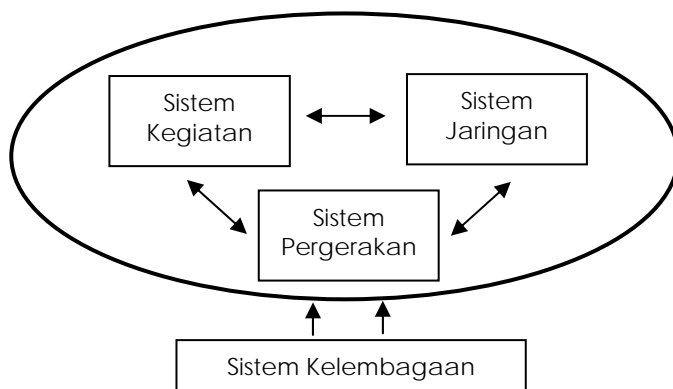 Sistem
Kegiatan
Sistem
Jaringan
Sistem
Pergerakan
Sistem Kelembagaan